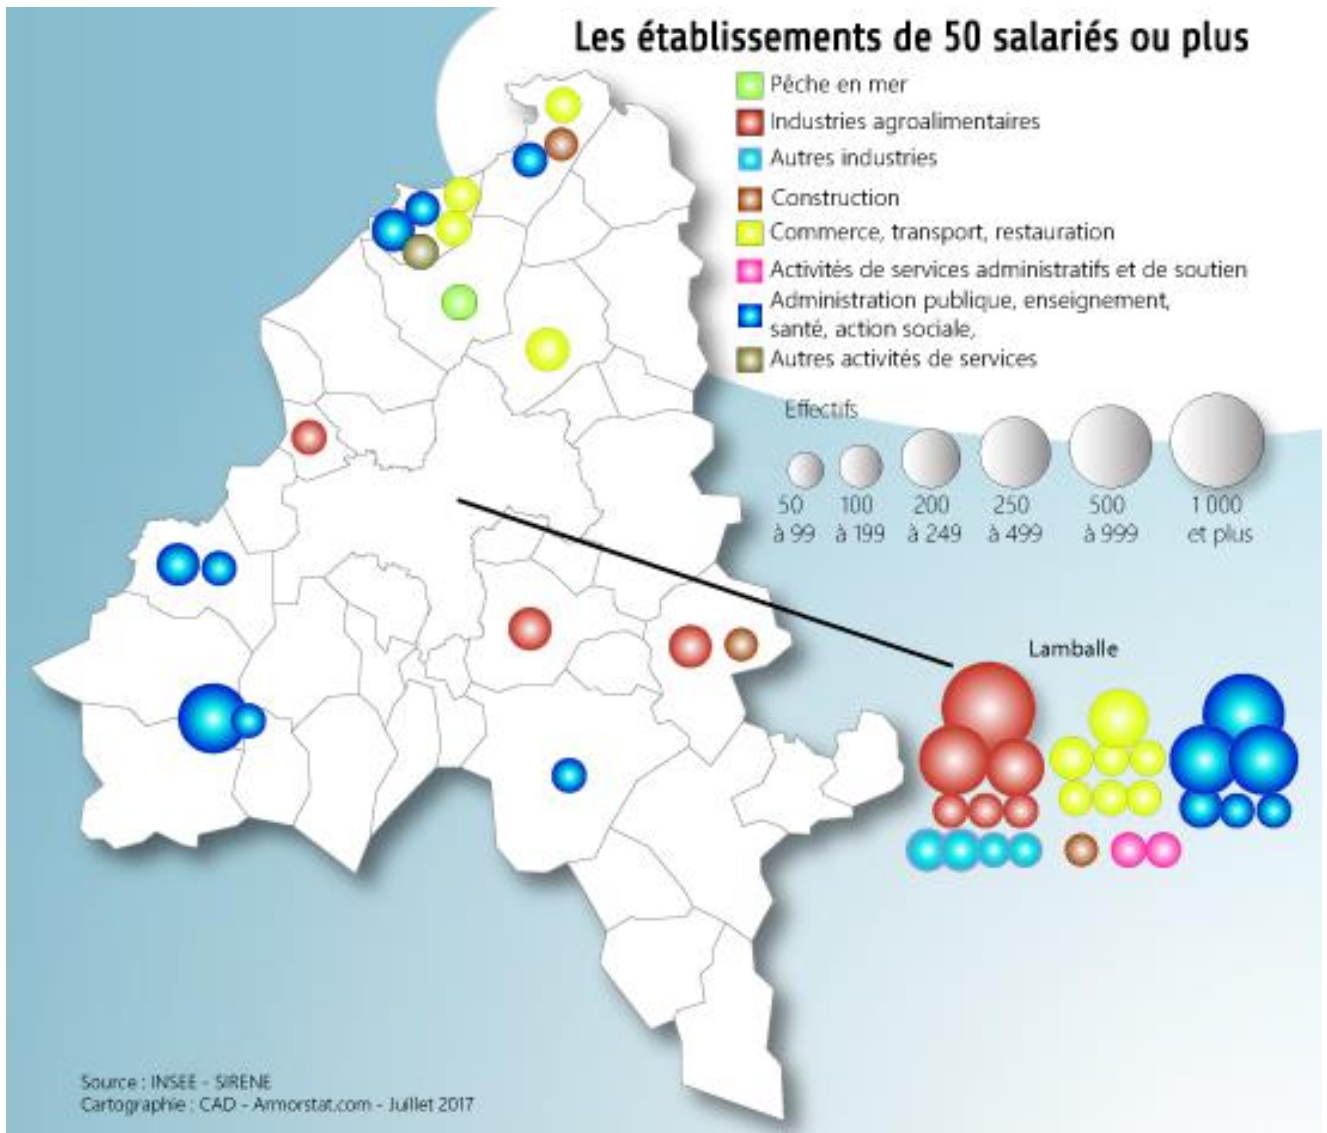 Les établissements de 50 salariés ou plus
Pêche en mer
Industries agroalimentaires
Autres industries
Construction
Commerce, transport, restauration
Activités de services administratifs et de soutien
Administration publique, enseignement,
santé, action sociale,
Autres activités de services
Effectifs
50 100 200 250 500 1 000
à 99 à 199 à 249 à 499 à 999 et plus
Lamballe
Source : INSEE - SIRENE
Cartographie : CAD - Armorstat.com - Juillet 2017